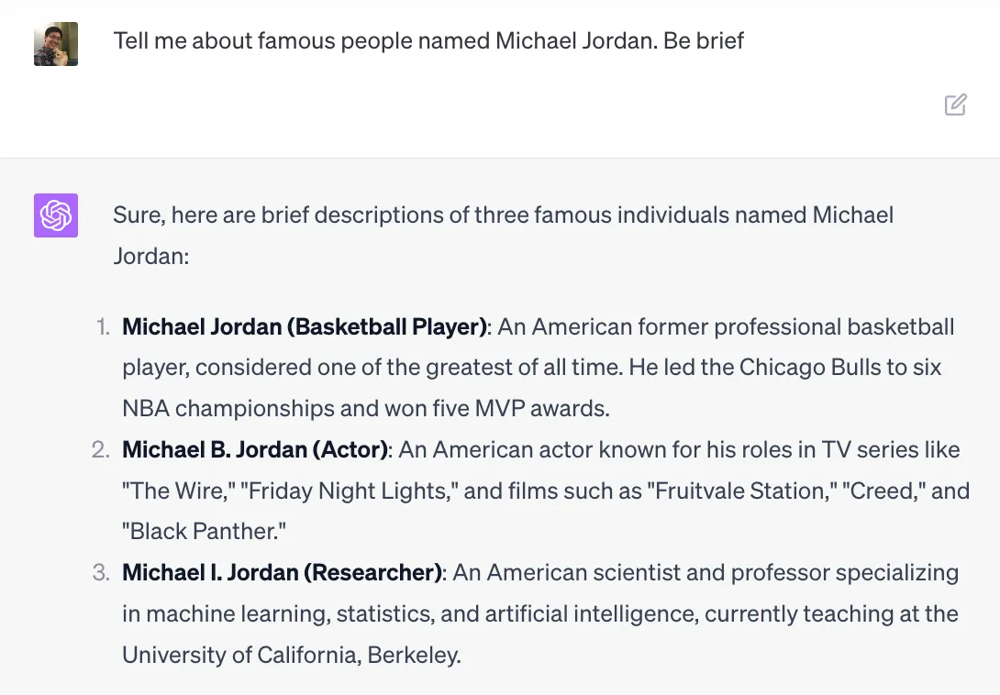 Tell me about famous people named Michael Jordan. Be brief
Sure, here are brief descriptions of three famous individuals named Michael
Jordan:
1. Michael Jordan (Basketball Player): An American former professional basketball
player, considered one of the greatest of all time. He led the Chicago Bulls to six
NBA championships and won five MVP awards.
2. Michael B. Jordan (Actor): An American actor known for his roles in TV series like
"The Wire," "Friday Night Lights," and films such as "Fruitvale Station," "Creed," and
"Black Panther."
3. Michael I. Jordan (Researcher): An American scientist and professor specializing
in machine learning, statistics, and artificial intelligence, currently teaching at the
University of California, Berkeley.